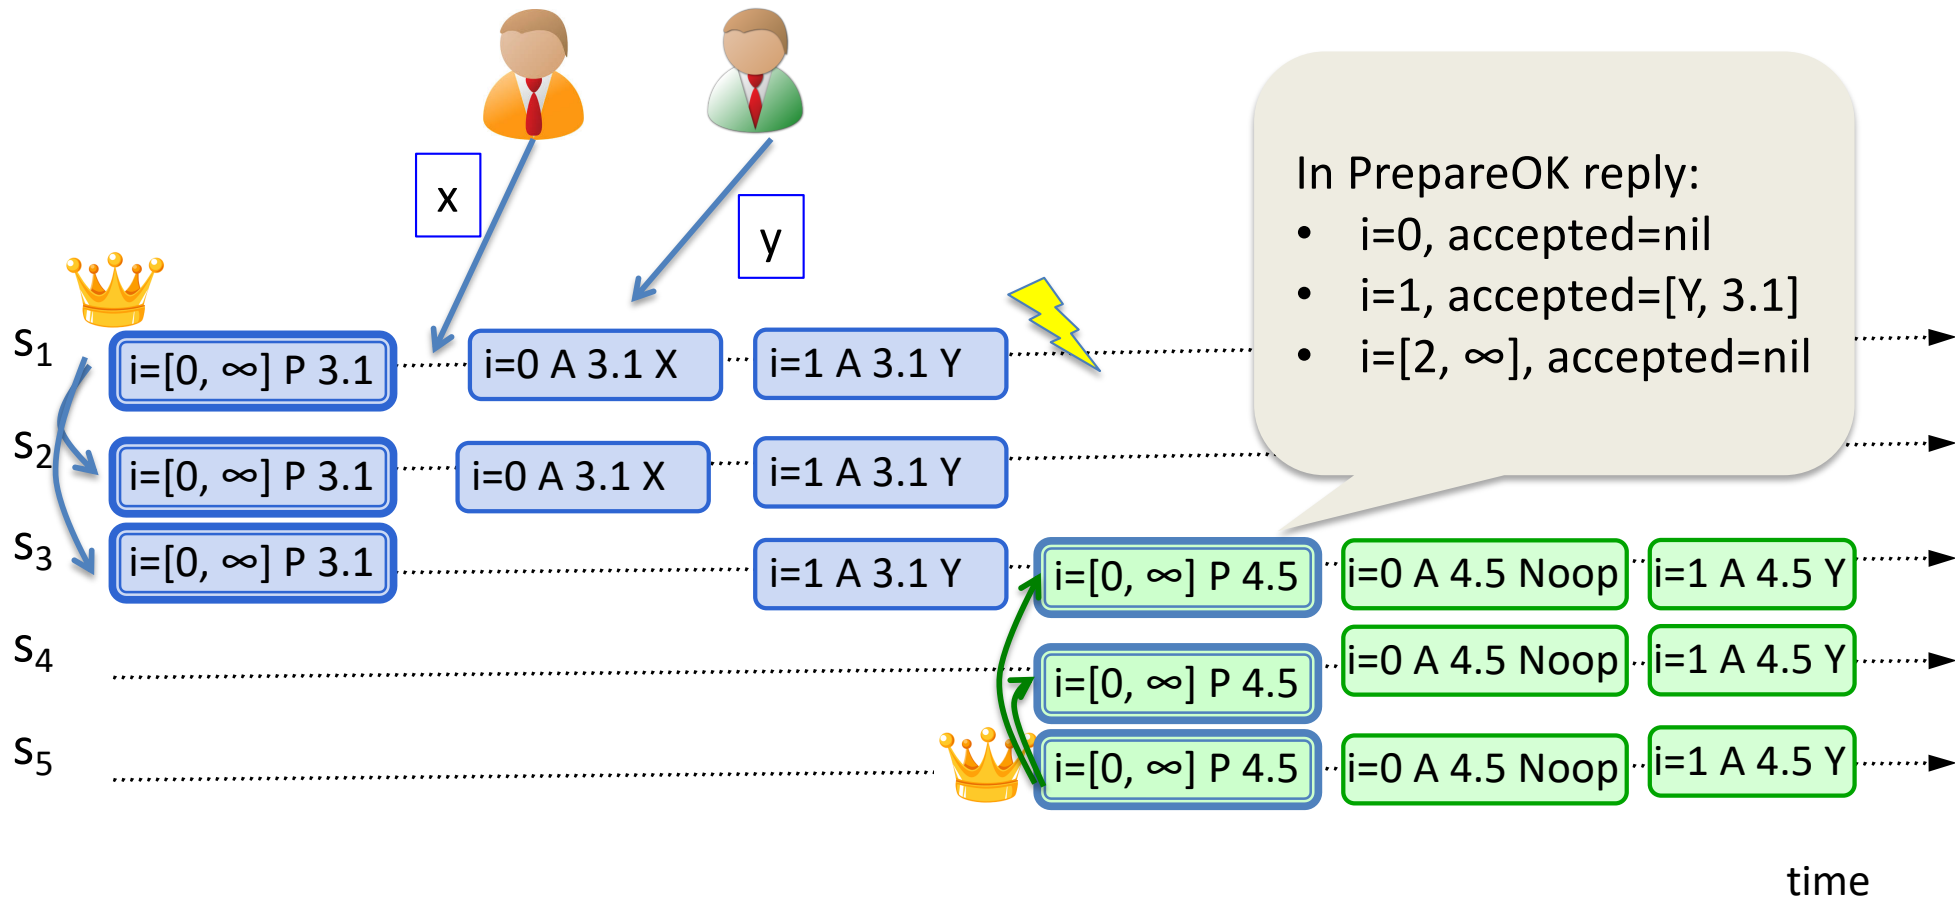 x
y
In PrepareOK reply:
• i=0, accepted=nil
• i=1, accepted=[Y, 3.1]
• i=[2, ∞], accepted=nil
s1
i=[0, ∞] P 3.1
i=0 A 3.1 X
i=1 A 3.1 Y
s2
i=[0, ∞] P 3.1
i=0 A 3.1 X
i=1 A 3.1 Y
s3
i=[0, ∞] P 3.1
i=1 A 3.1 Y
i=[0, ∞] P 4.5
i=0 A 4.5 Noop
i=1 A 4.5 Y
s4
i=[0, ∞] P 4.5
i=0 A 4.5 Noop
i=1 A 4.5 Y
s5
i=[0, ∞] P 4.5
i=0 A 4.5 Noop
i=1 A 4.5 Y
time